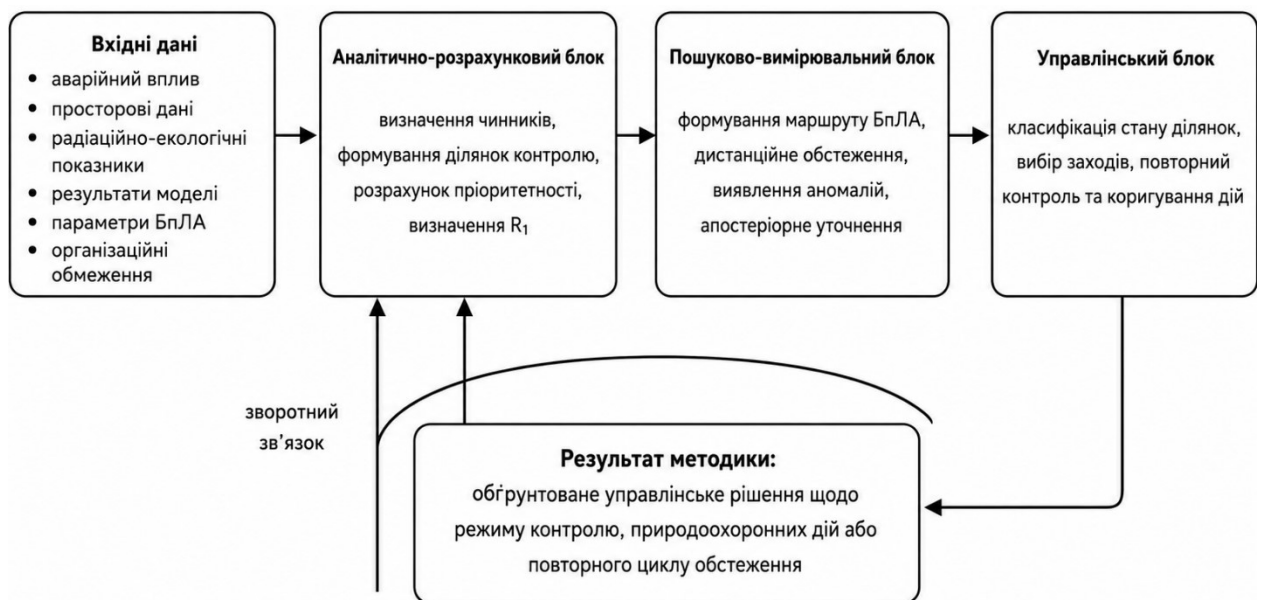 Вхідні дані
• аварійний вплив
• просторові дані
• радіаційно-екологічні
показники
• результати моделі
• параметри БпЛА
• організаційні
обмеження
Аналітично-розрахунковий блок
визначення чинників,
формування ділянок контролю,
розрахунок пріоритетності,
визначення R₁
Пошуково-вимірювальний блок
формування маршруту БпЛА,
дистанційне обстеження,
виявлення аномалій,
апостеріорне уточнення
Управлінський блок
класифікація стану ділянок,
вибір заходів, повторний
контроль та коригування дій
зворотний
зв'язок
Результат методики:
обґрунтоване управлінське рішення щодо
режиму контролю, природоохоронних дій або
повторного циклу обстеження